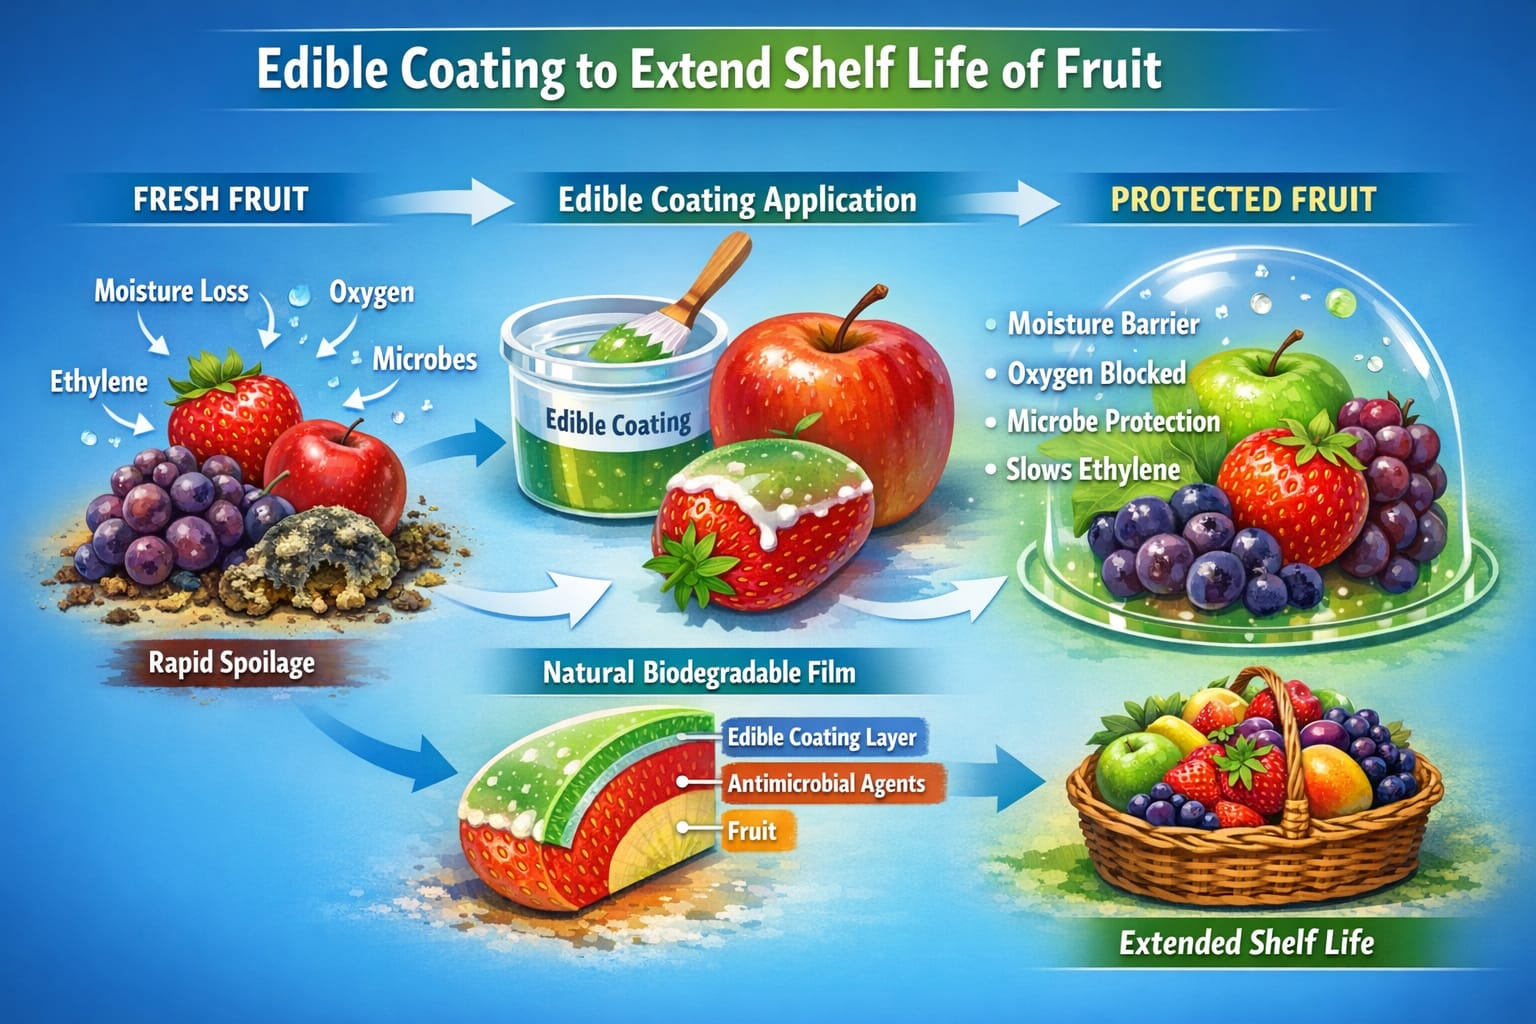 Edible Coating to Extend Shelf Life of Fruit
FRESH FRUIT
Edible Coating Application
PROTECTED FRUIT
Moisture Loss
Oxygen
Microbes
Ethylene
Rapid Spoilage
Edible Coating
• Moisture Barrier
• Oxygen Blocked
• Microbe Protection
• Slows Ethylene
Natural Biodegradable Film
Edible Coating Layer
Antimicrobial Agents
Fruit
Extended Shelf Life